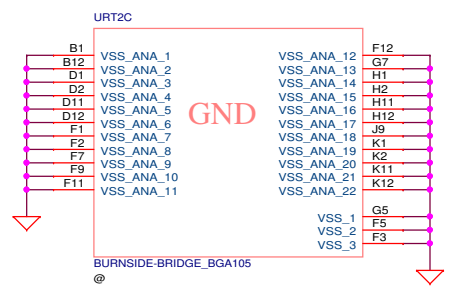 URT2C
B1 VSS_ANA_1 VSS_ANA_12 F12
B12 VSS_ANA_2 VSS_ANA_13 G7
D1 VSS_ANA_3 VSS_ANA_14 H1
D2 VSS_ANA_4 VSS_ANA_15 H2
D11 VSS_ANA_5 VSS_ANA_16 H11
D12 VSS_ANA_6 VSS_ANA_17 H12
F1 VSS_ANA_7 VSS_ANA_18 J9
F2 VSS_ANA_8 VSS_ANA_19 K1
F7 VSS_ANA_9 VSS_ANA_20 K2
F9 VSS_ANA_10 VSS_ANA_21 K11
F11 VSS_ANA_11 VSS_ANA_22 K12
GND
VSS_1 G5
VSS_2 F5
VSS_3 F3
BURNSIDE-BRIDGE_BGA105
@